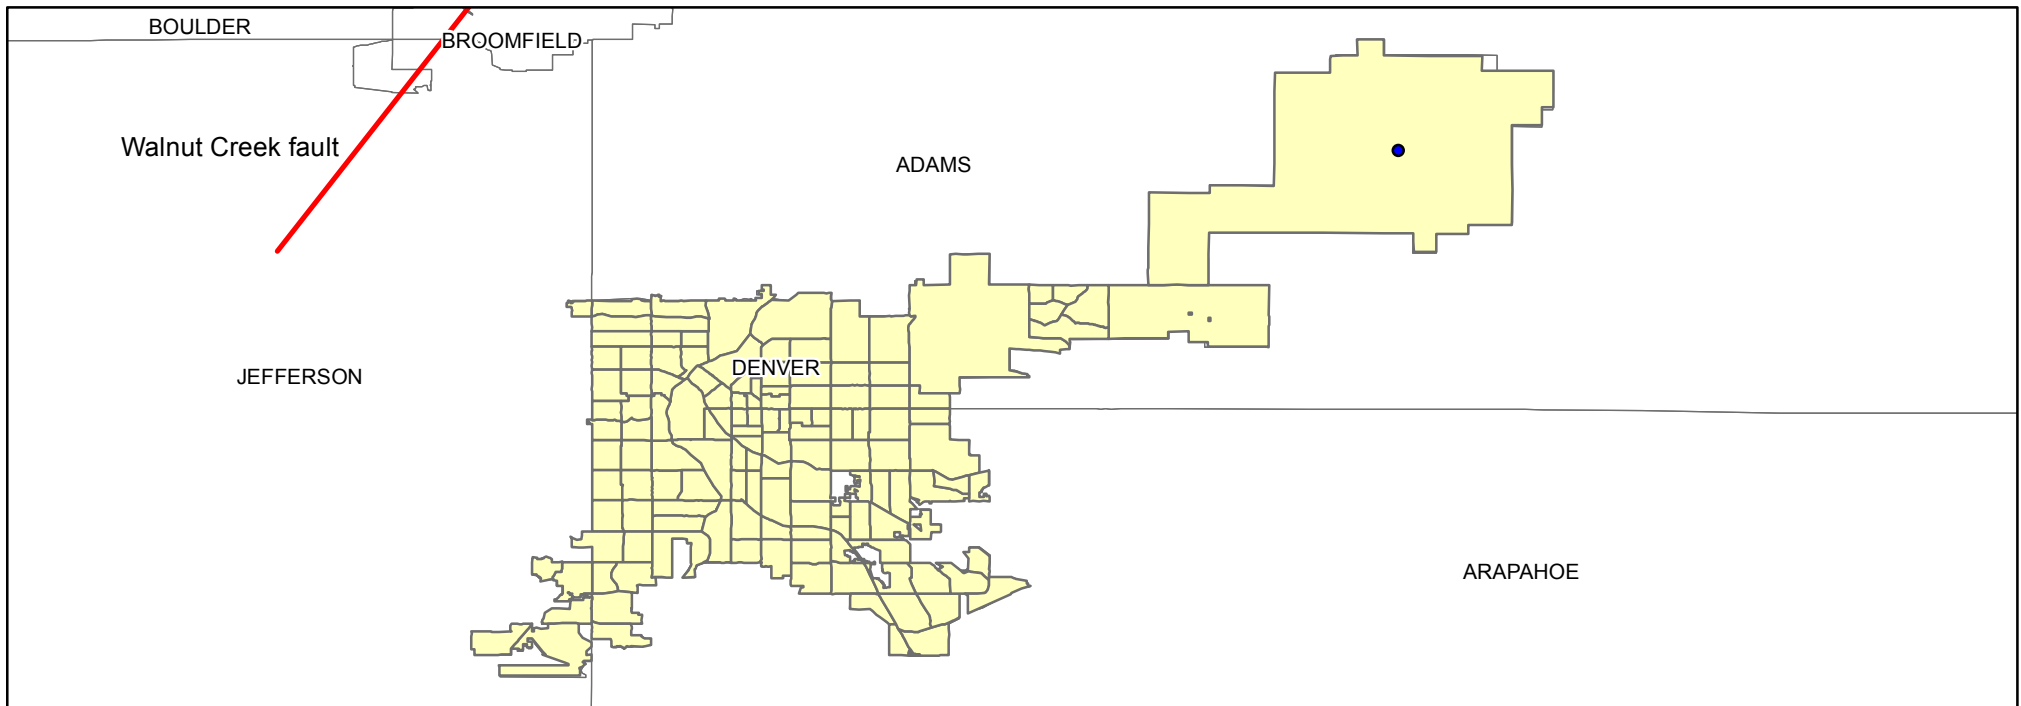 BOULDER
BROOMFIELD
Walnut Creek fault
ADAMS
DENVER
JEFFERSON
ARAPAHOE